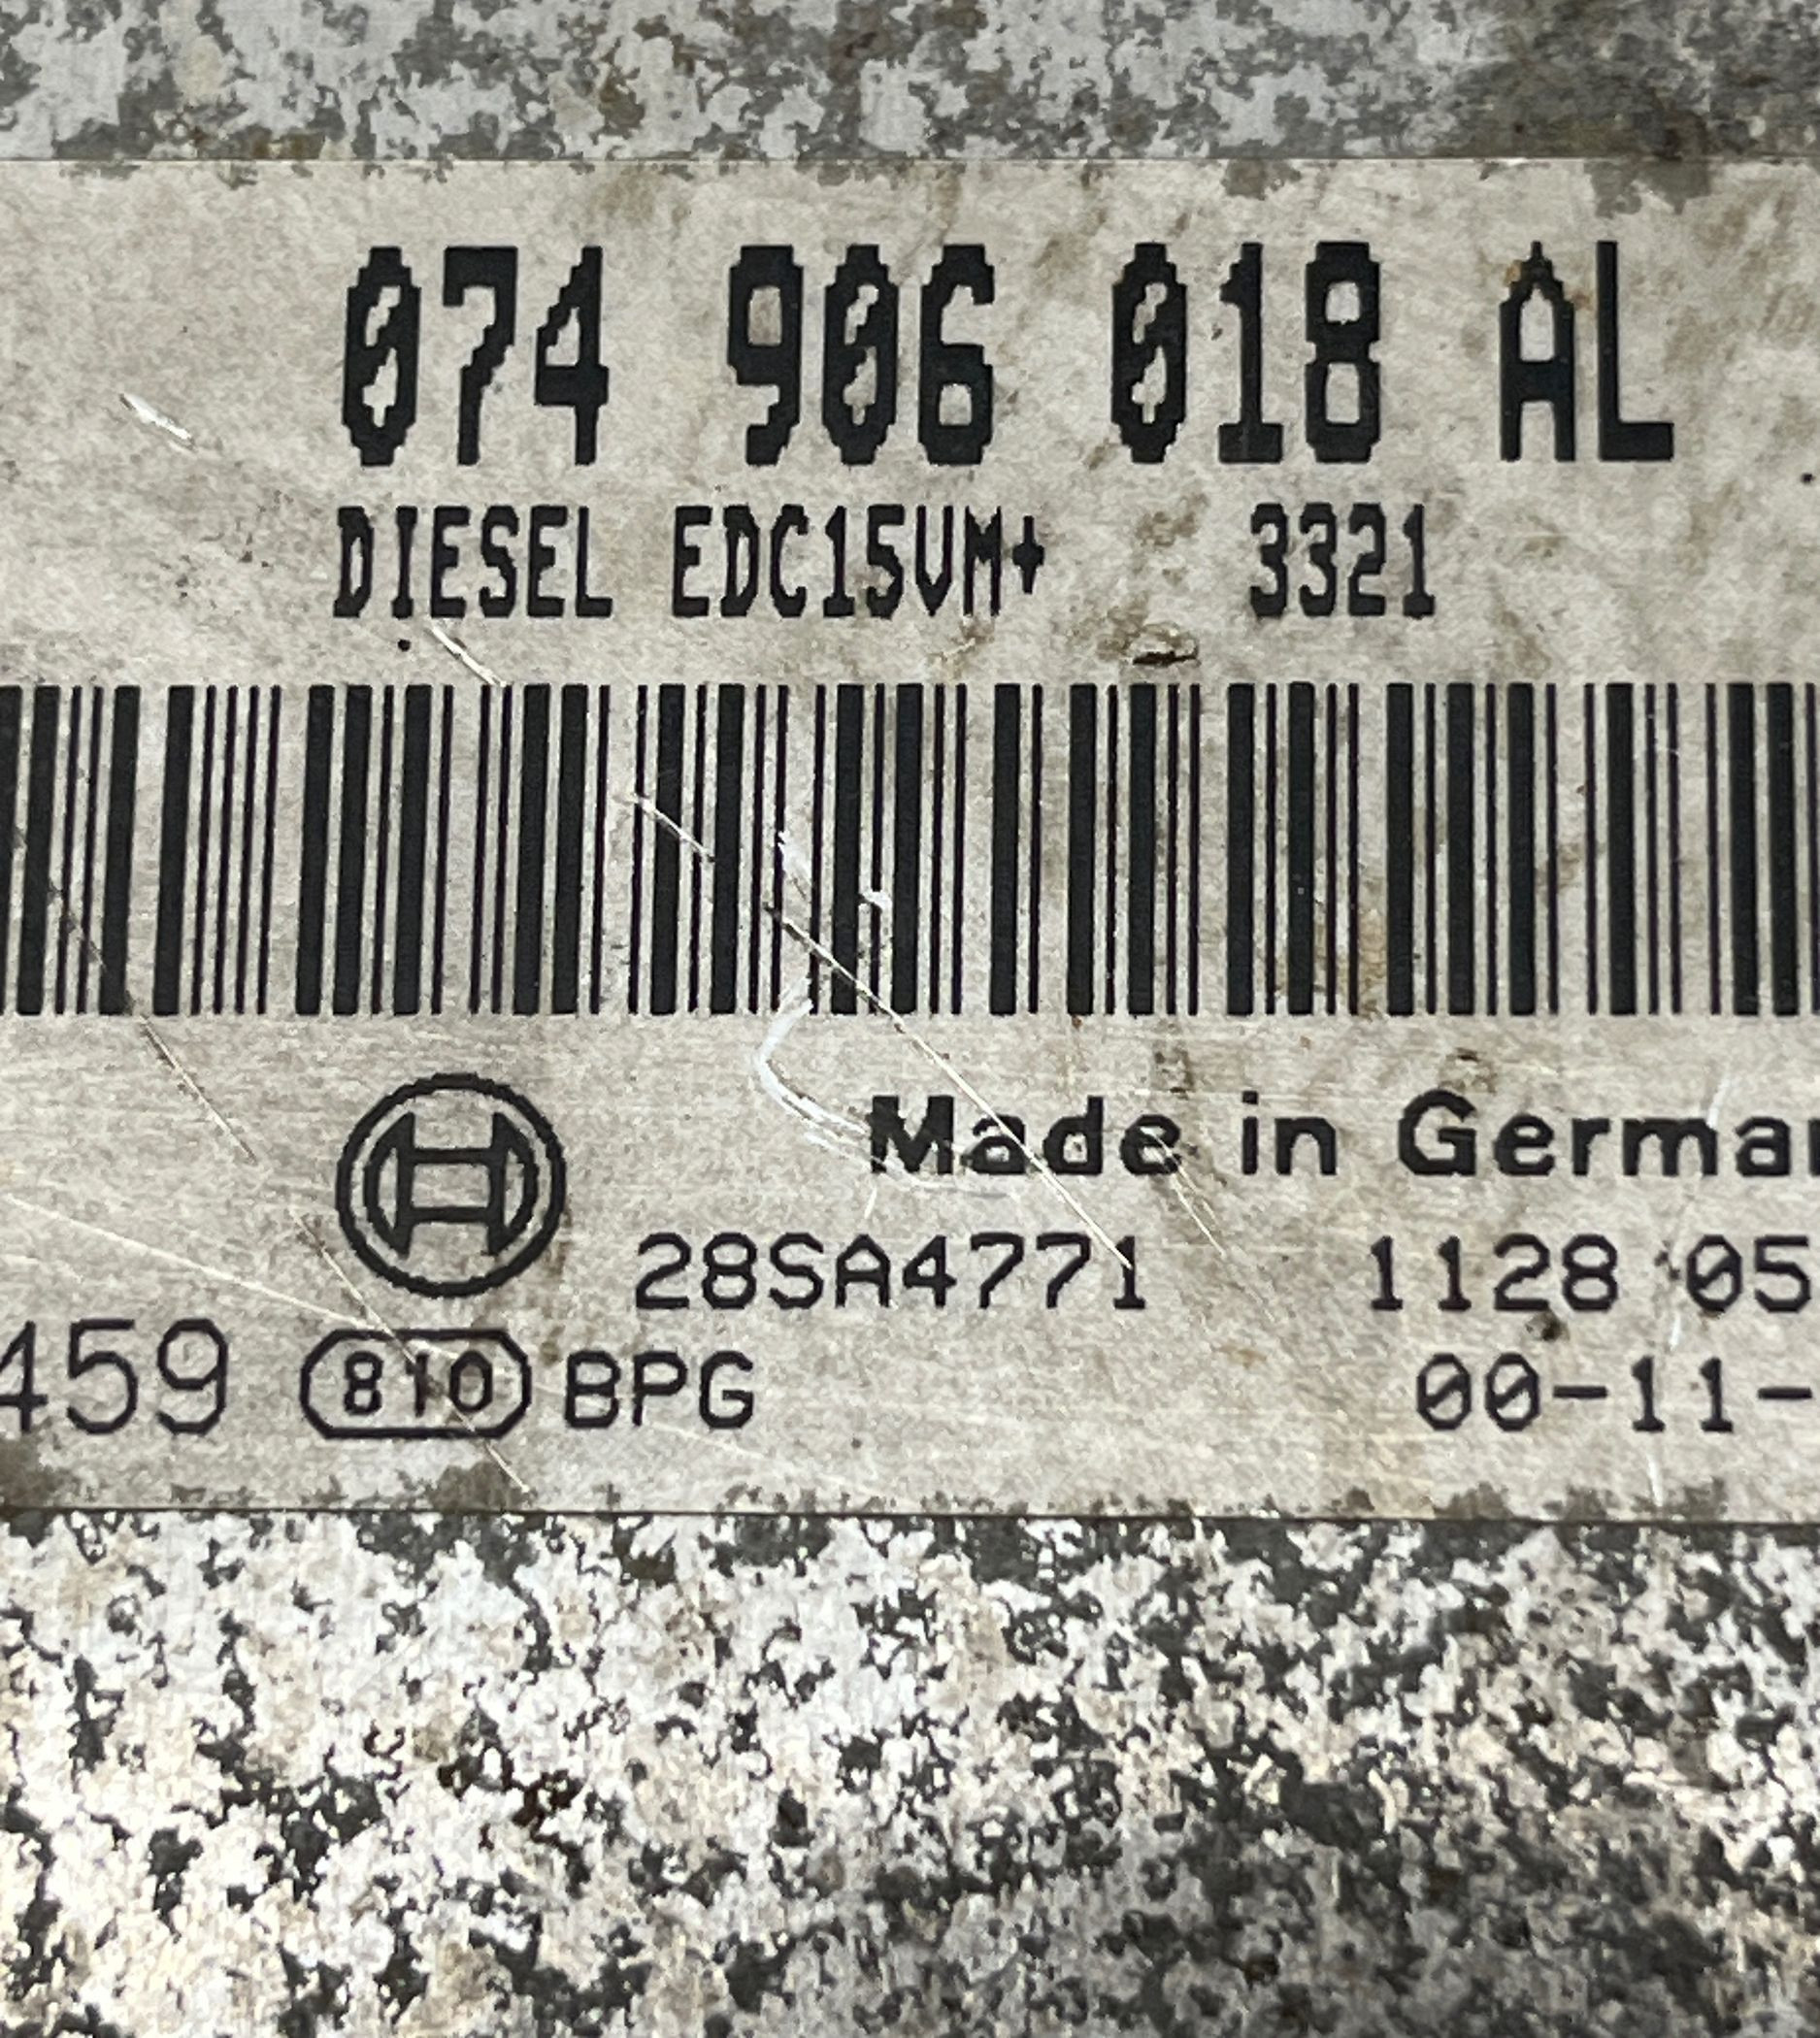 074 906 018 AL
DIESEL EDC15VM+ 3321
Made in German
28SA4771 1128 05
459 810 BPG 00-11-